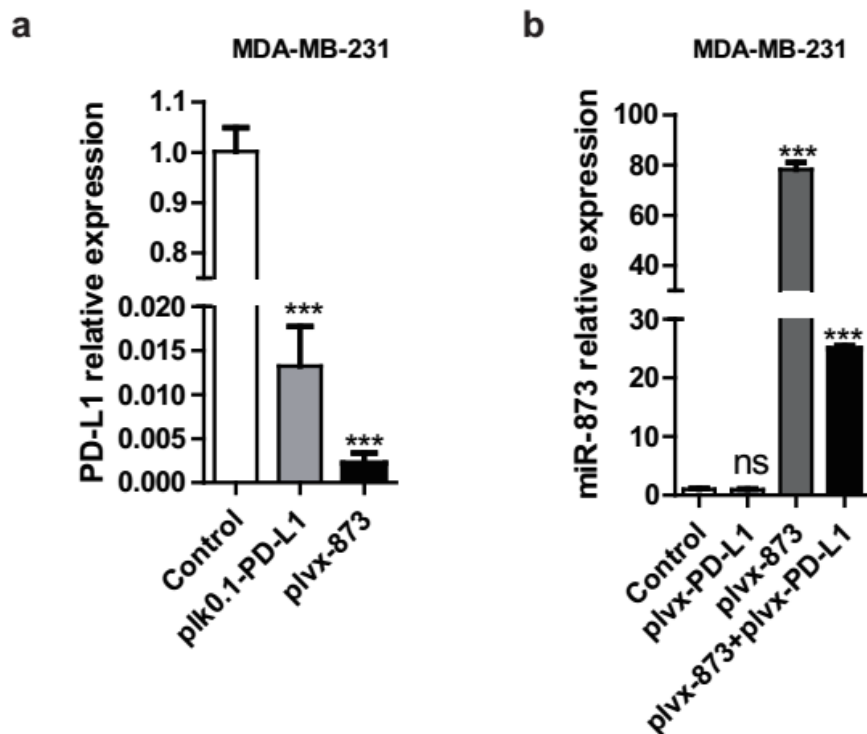 a
MDA-MB-231
PD-L1 relative expression
1.1
1.0
0.9
0.8
0.020
0.015
0.010
0.005
0.000
***
***
Control
plk0.1-PD-L1
plvx-873
b
MDA-MB-231
miR-873 relative expression
100
80
60
40
30
20
10
0
ns
***
***
Control
plvx-PD-L1
plvx-873
plvx-873+plvx-PD-L1